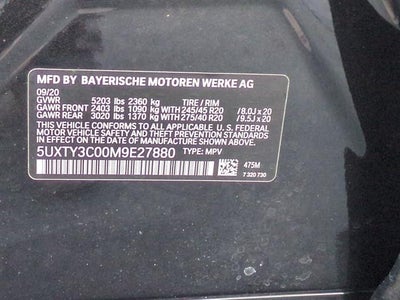 MFD BY BAYERISCHE MOTOREN WERKE AG
09/20 TIRE / RIM
GVWR 5203 lbs 2360 kg
GAWR FRONT 2403 lbs 1090 kg WITH 245/45 R20 /8.0J x 20
GAWR REAR 3020 lbs 1370 kg WITH 275/40 R20 /9.5J x 20
THIS VEHICLE CONFORMS TO ALL APPLICABLE U.S. FEDERAL
MOTOR VEHICLE SAFETY, BUMPER, AND THEFT PREVENTION STANDARDS
IN EFFECT ON THE DATE OF MANUFACTURE SHOWN ABOVE.
5UXTY3C00M9E27880 TYPE: MPV
475M
7 320 730